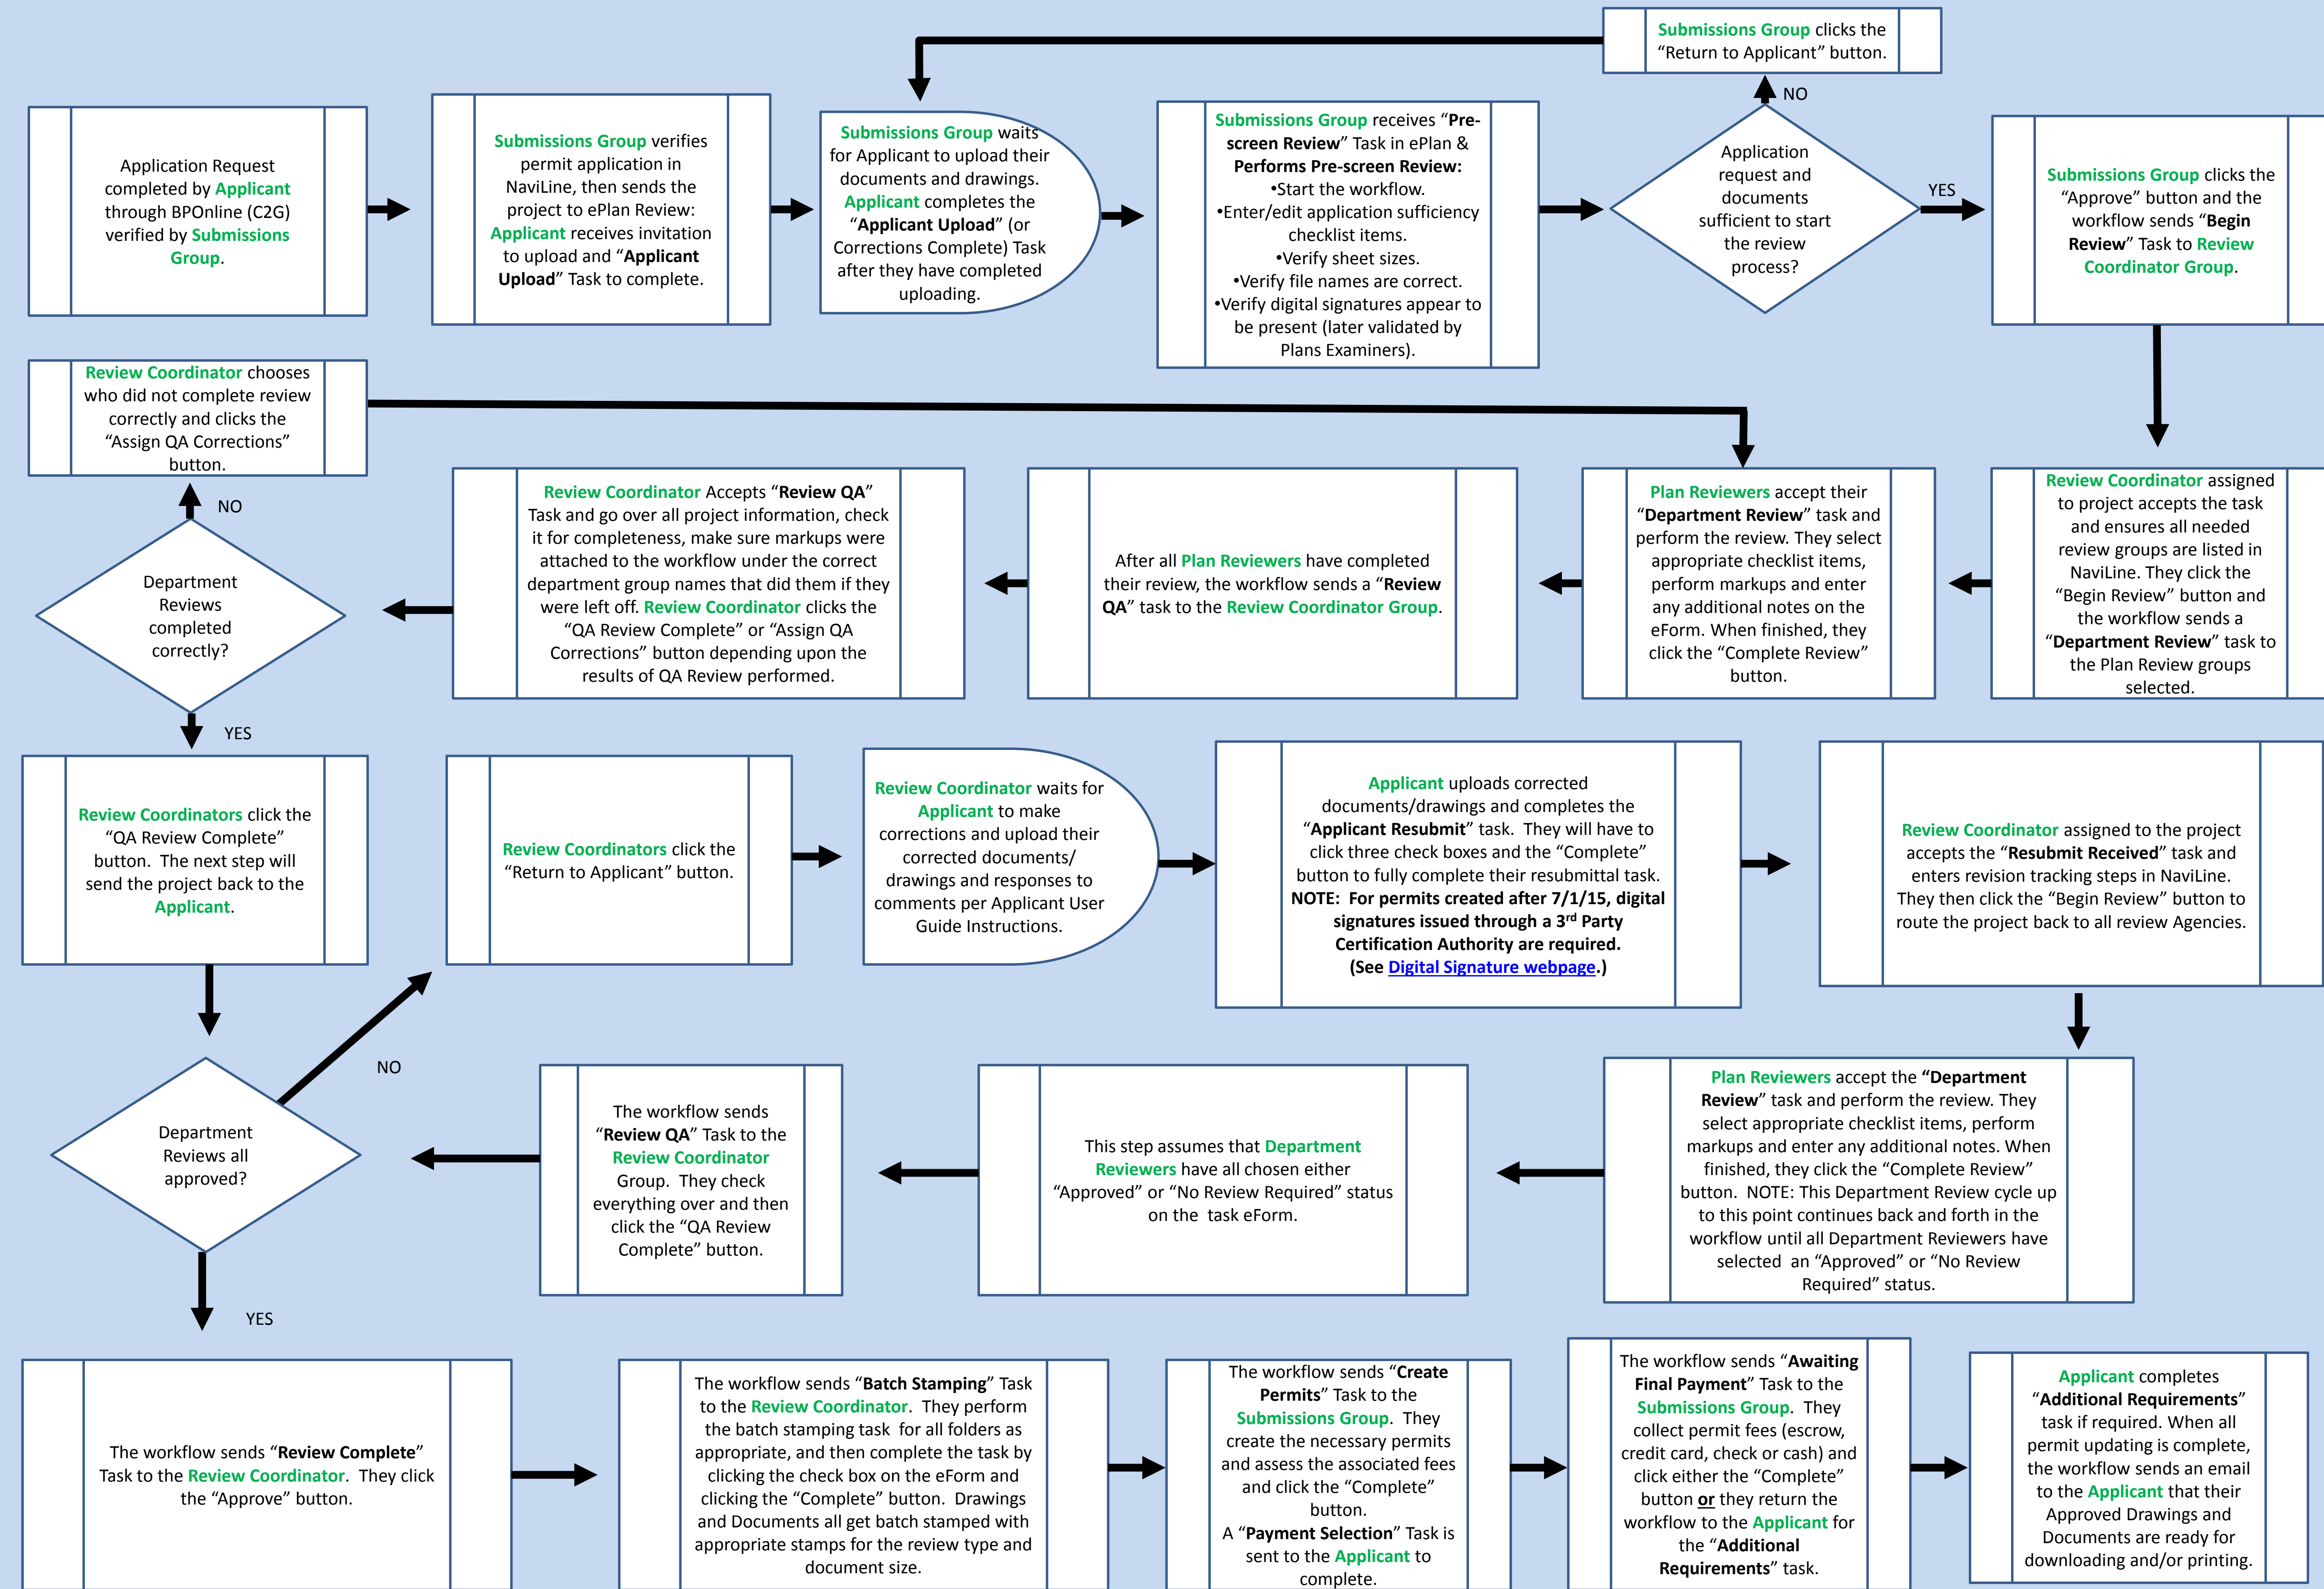 Submissions Group clicks the
“Return to Applicant” button.
NO
Application Request
completed by Applicant
through BPOnline (C2G)
verified by Submissions
Group.
Submissions Group verifies
permit application in
NaviLine, then sends the
project to ePlan Review:
Applicant receives invitation
to upload and “Applicant
Upload” Task to complete.
Submissions Group waits
for Applicant to upload their
documents and drawings.
Applicant completes the
“Applicant Upload” (or
Corrections Complete) Task
after they have completed
uploading.
Submissions Group receives “Pre-
screen Review” Task in ePlan &
Performs Pre-screen Review:
•Start the workflow.
•Enter/edit application sufficiency
checklist items.
•Verify sheet sizes.
•Verify file names are correct.
•Verify digital signatures appear to
be present (later validated by
Plans Examiners).
Application
request and
documents
sufficient to start
the review
process?
YES
Submissions Group clicks the
“Approve” button and the
workflow sends “Begin
Review” Task to Review
Coordinator Group.
Review Coordinator chooses
who did not complete review
correctly and clicks the
“Assign QA Corrections”
button.
NO
Department
Reviews
completed
correctly?
YES
Review Coordinator Accepts “Review QA”
Task and go over all project information, check
it for completeness, make sure markups were
attached to the workflow under the correct
department group names that did them if they
were left off. Review Coordinator clicks the
“QA Review Complete” or “Assign QA
Corrections” button depending upon the
results of QA Review performed.
After all Plan Reviewers have completed
their review, the workflow sends a “Review
QA” task to the Review Coordinator Group.
Plan Reviewers accept their
“Department Review” task and
perform the review. They select
appropriate checklist items,
perform markups and enter
any additional notes on the
eForm. When finished, they
click the “Complete Review”
button.
Review Coordinator assigned
to project accepts the task
and ensures all needed
review groups are listed in
NaviLine. They click the
“Begin Review” button and
the workflow sends a
“Department Review” task to
the Plan Review groups
selected.
Review Coordinators click the
“QA Review Complete”
button. The next step will
send the project back to the
Applicant.
Review Coordinators click the
“Return to Applicant” button.
Review Coordinator waits for
Applicant to make
corrections and upload their
corrected documents/
drawings and responses to
comments per Applicant User
Guide Instructions.
Applicant uploads corrected
documents/drawings and completes the
“Applicant Resubmit” task. They will have to
click three check boxes and the “Complete”
button to fully complete their resubmittal task.
NOTE: For permits created after 7/1/15, digital
signatures issued through a 3rd Party
Certification Authority are required.
(See Digital Signature webpage.)
Review Coordinator assigned to the project
accepts the “Resubmit Received” task and
enters revision tracking steps in NaviLine.
They then click the “Begin Review” button to
route the project back to all review Agencies.
NO
Department
Reviews all
approved?
YES
The workflow sends
“Review QA” Task to the
Review Coordinator
Group. They check
everything over and then
click the “QA Review
Complete” button.
This step assumes that Department
Reviewers have all chosen either
“Approved” or “No Review Required” status
on the task eForm.
Plan Reviewers accept the “Department
Review” task and perform the review. They
select appropriate checklist items, perform
markups and enter any additional notes. When
finished, they click the “Complete Review”
button. NOTE: This Department Review cycle up
to this point continues back and forth in the
workflow until all Department Reviewers have
selected an “Approved” or “No Review
Required” status.
The workflow sends “Review Complete”
Task to the Review Coordinator. They click
the “Approve” button.
The workflow sends “Batch Stamping” Task
to the Review Coordinator. They perform
the batch stamping task for all folders as
appropriate, and then complete the task by
clicking the check box on the eForm and
clicking the “Complete” button. Drawings
and Documents all get batch stamped with
appropriate stamps for the review type and
document size.
The workflow sends “Create
Permits” Task to the
Submissions Group. They
create the necessary permits
and assess the associated fees
and click the “Complete”
button.
A “Payment Selection” Task is
sent to the Applicant to
complete.
The workflow sends “Awaiting
Final Payment” Task to the
Submissions Group. They
collect permit fees (escrow,
credit card, check or cash) and
click either the “Complete”
button or they return the
workflow to the Applicant for
the “Additional
Requirements” task.
Applicant completes
“Additional Requirements”
task if required. When all
permit updating is complete,
the workflow sends an email
to the Applicant that their
Approved Drawings and
Documents are ready for
downloading and/or printing.